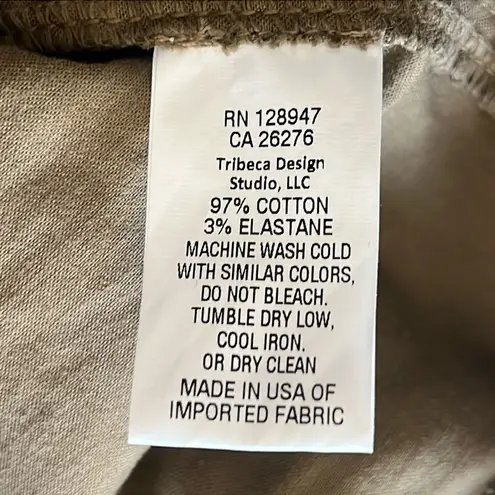 RN 128947
CA 26276
Tribeca Design
Studio, LLC
97% COTTON
3% ELASTANE
MACHINE WASH COLD
WITH SIMILAR COLORS,
DO NOT BLEACH.
TUMBLE DRY LOW,
COOL IRON.
OR DRY CLEAN
MADE IN USA OF
IMPORTED FABRIC